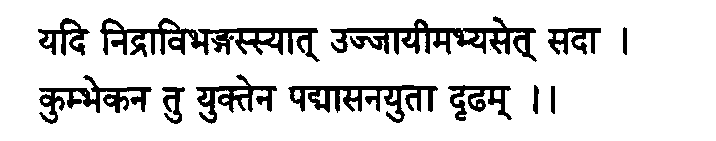 यदि निद्राविभङ्गस्स्यात् उज्जायीमभ्यसेत् सदा ।
कुम्भेकन तु युक्तेन पद्मासनयुता दृढम् ।।